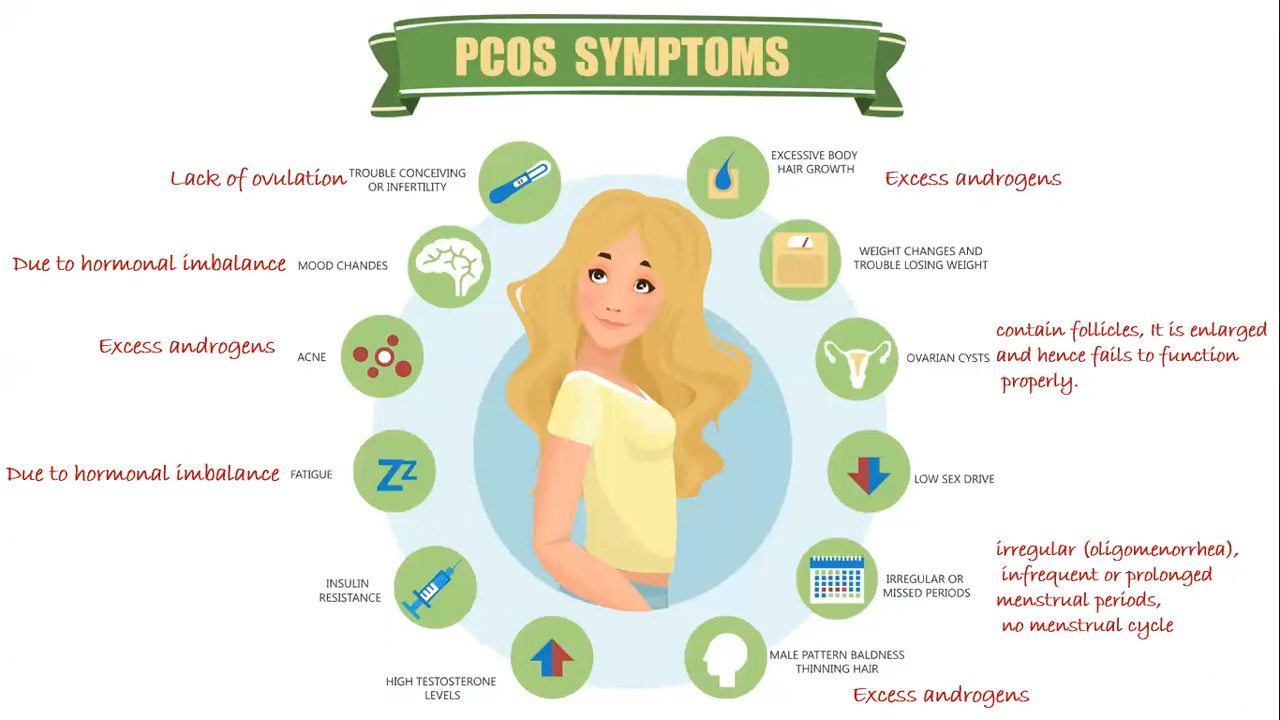 PCOS SYMPTOMS
Lack of ovulation
TROUBLE CONCEIVING
OR INFERTILITY
EXCESSIVE BODY
HAIR GROWTH
Excess androgens
Due to hormonal imbalance
MOOD CHANDES
WEIGHT CHANGES AND
TROUBLE LOSING WEIGHT
Excess androgens
ACNE
OVARIAN CYSTS
contain follicles, It is enlarged
and hence fails to function
properly.
Due to hormonal imbalance
FATIGUE
ZZ
LOW SEX DRIVE
INSULIN
RESISTANCE
IRREGULAR OR
MISSED PERIODS
irregular (oligomenorrhea),
infrequent or prolonged
menstrual periods,
no menstrual cycle
HIGH TESTOSTERONE
LEVELS
MALE PATTERN BALDNESS
THINNING HAIR
Excess androgens